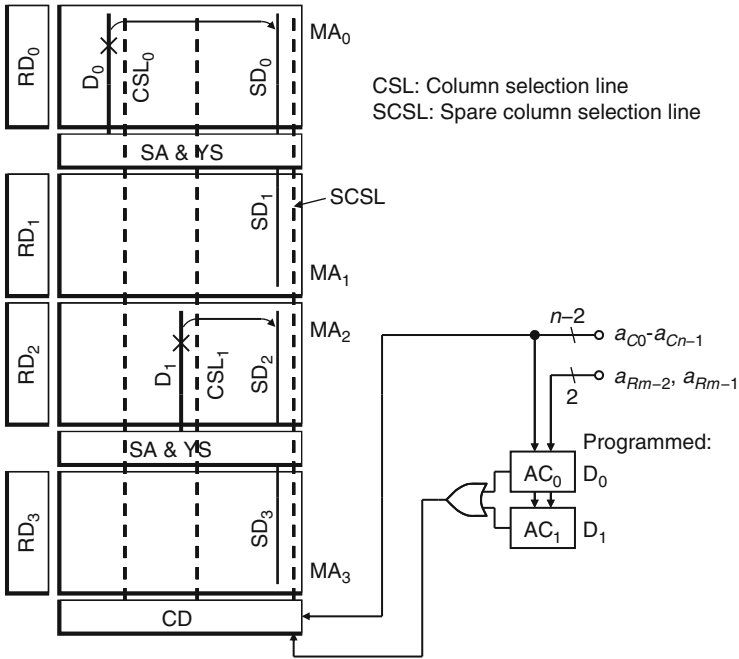 RD0
D0
CSL0
SD0
MA0
CSL: Column selection line
SCSL: Spare column selection line
SA & YS
RD1
SD1
SCSL
MA1
RD2
D1
CSL1
SD2
MA2
n–2
aC0-aCn–1
2
aRm–2, aRm–1
SA & YS
Programmed:
AC0
D0
AC1
D1
RD3
SD3
MA3
CD